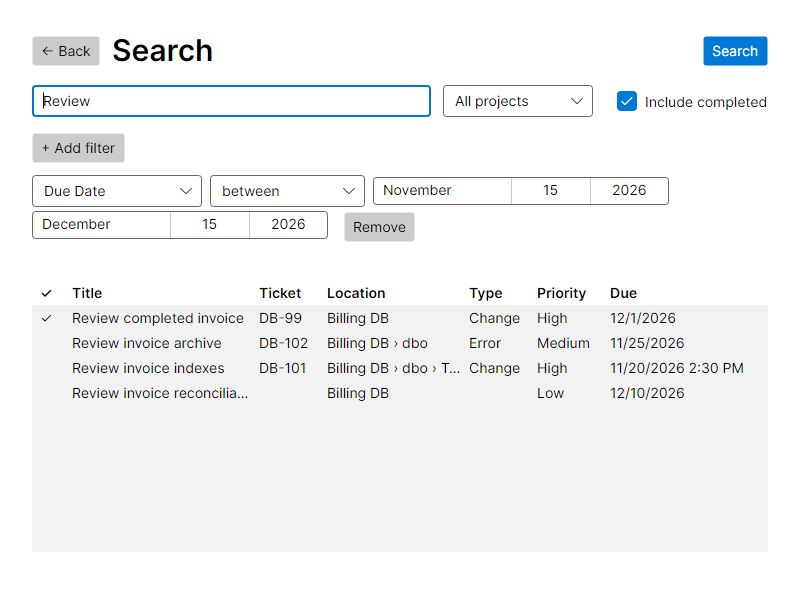 ← Back Search Search
Review All projects Include completed
+ Add filter
Due Date between November 15 2026
December 15 2026 Remove
✓ Title Ticket Location Type Priority Due
✓ Review completed invoice DB-99 Billing DB Change High 12/1/2026
Review invoice archive DB-102 Billing DB › dbo Error Medium 11/25/2026
Review invoice indexes DB-101 Billing DB › dbo › T... Change High 11/20/2026 2:30 PM
Review invoice reconcilia... Billing DB Low 12/10/2026